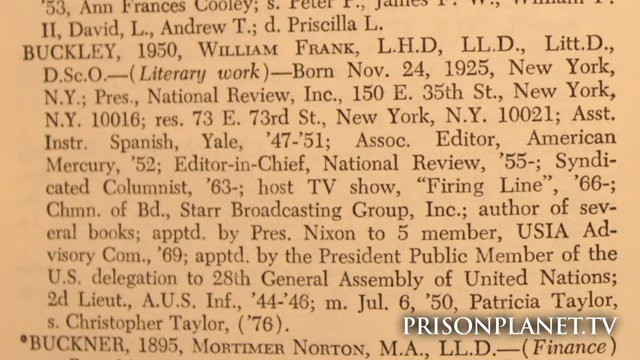 '53, Ann Frances Cooley; s. Peter P., James F. W., William F.
II, David, L., Andrew T.; d. Priscilla L.
BUCKLEY, 1950, WILLIAM FRANK, L.H.D, LL.D., Litt.D.,
D.Sc.O.—(Literary work)—Born Nov. 24, 1925, New York,
N.Y.; Pres., National Review, Inc., 150 E. 35th St., New York,
N.Y. 10016; res. 73 E. 73rd St., New York, N.Y. 10021; Asst.
Instr. Spanish, Yale, '47-'51; Assoc. Editor, American
Mercury, '52; Editor-in-Chief, National Review, '55-; Syndi-
cated Columnist, '63-; host TV show, "Firing Line", '66-;
Chmn. of Bd., Starr Broadcasting Group, Inc.; author of sev-
eral books; apptd. by Pres. Nixon to 5 member, USIA Ad-
visory Com., '69; apptd. by the President Public Member of the
U.S. delegation to 28th General Assembly of United Nations;
2d Lieut., A.U.S. Inf., '44-'46; m. Jul. 6, '50, Patricia Taylor,
s. Christopher Taylor, ('76).
PRISONPLANET.TV
*BUCKNER, 1895, MORTIMER NORTON, M.A., LL.D.—(Finance)